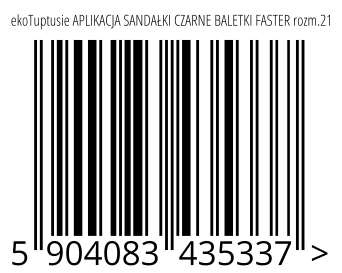 ekoTuptusie APLIKACJA SANDAŁKI CZARNE BALETKI FASTER rozm.21
5 904083 435337 >